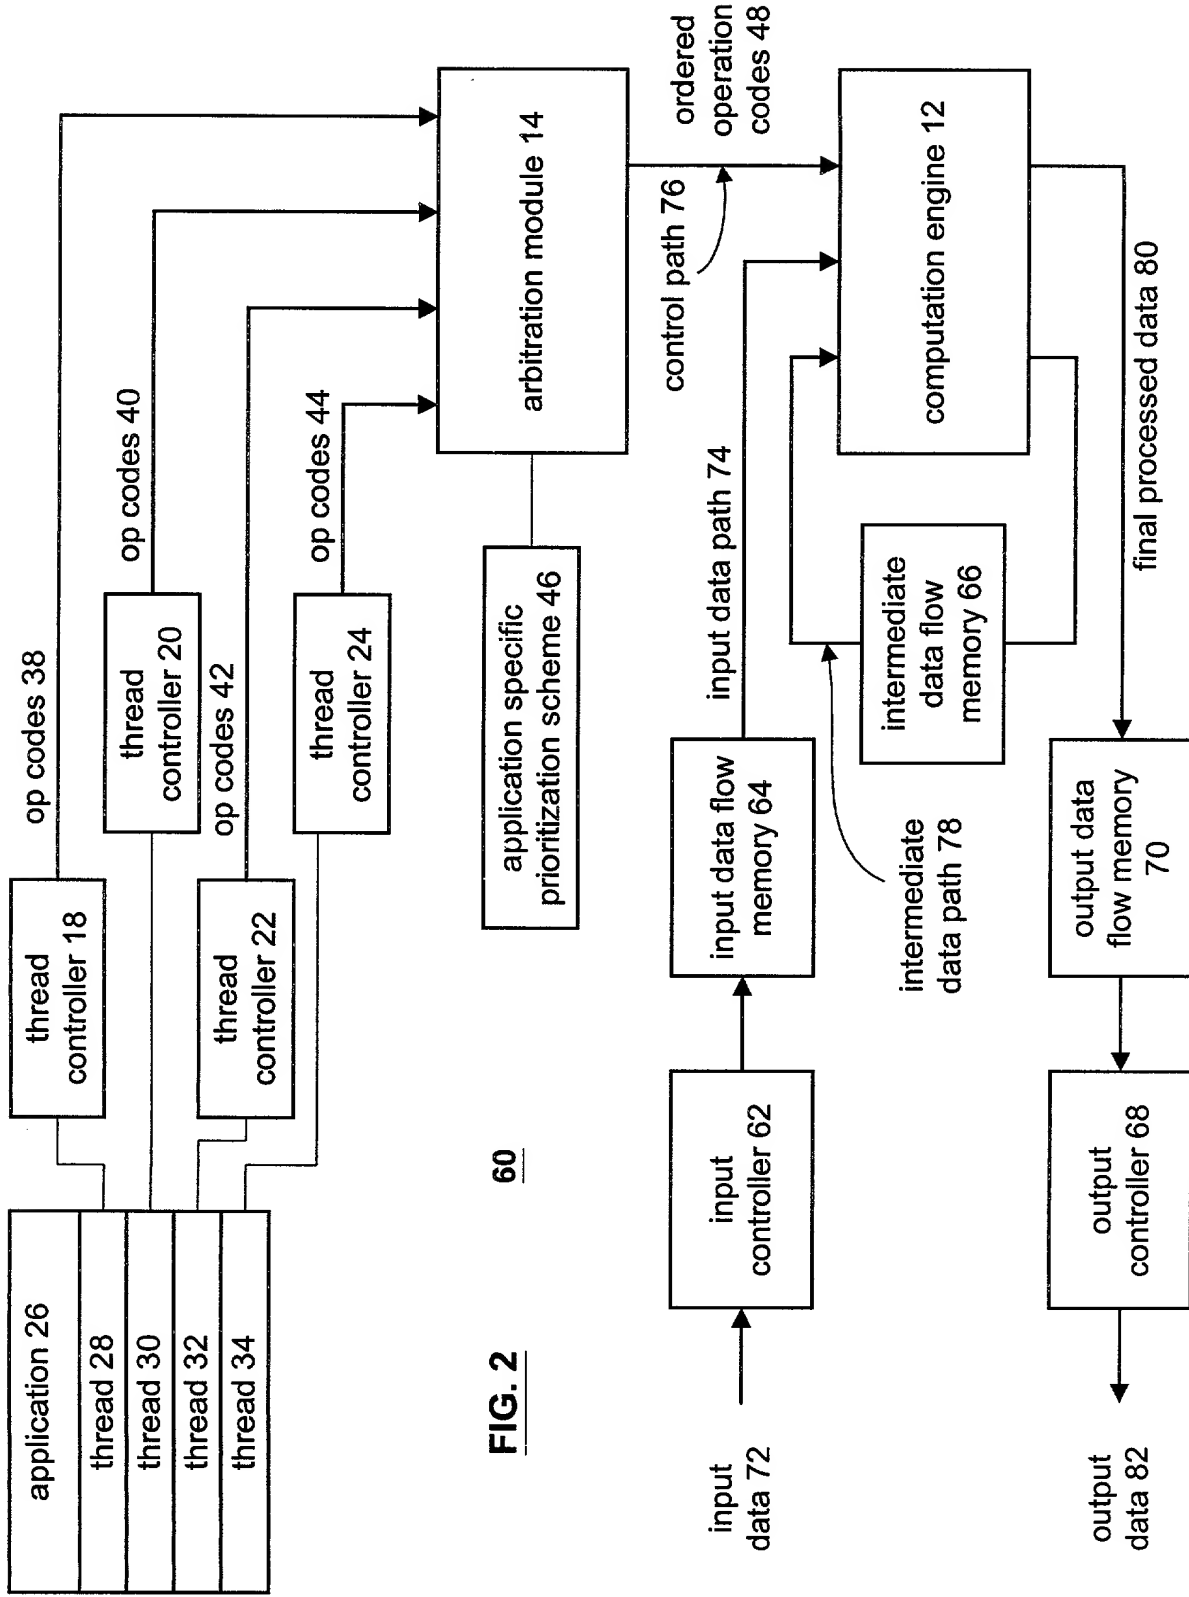 application 26
thread 28
thread 30
thread 32
thread 34
thread
controller 18
op codes 38
thread
controller 20
op codes 40
thread
controller 22
op codes 42
thread
controller 24
op codes 44
arbitration module 14
application specific
prioritization scheme 46
FIG. 2
60
ordered
operation
codes 48
control path 76
input
data 72
input
controller 62
input data flow
memory 64
input data path 74
computation engine 12
intermediate
data flow
memory 66
intermediate
data path 78
final processed data 80
output data
flow memory
70
output
controller 68
output
data 82